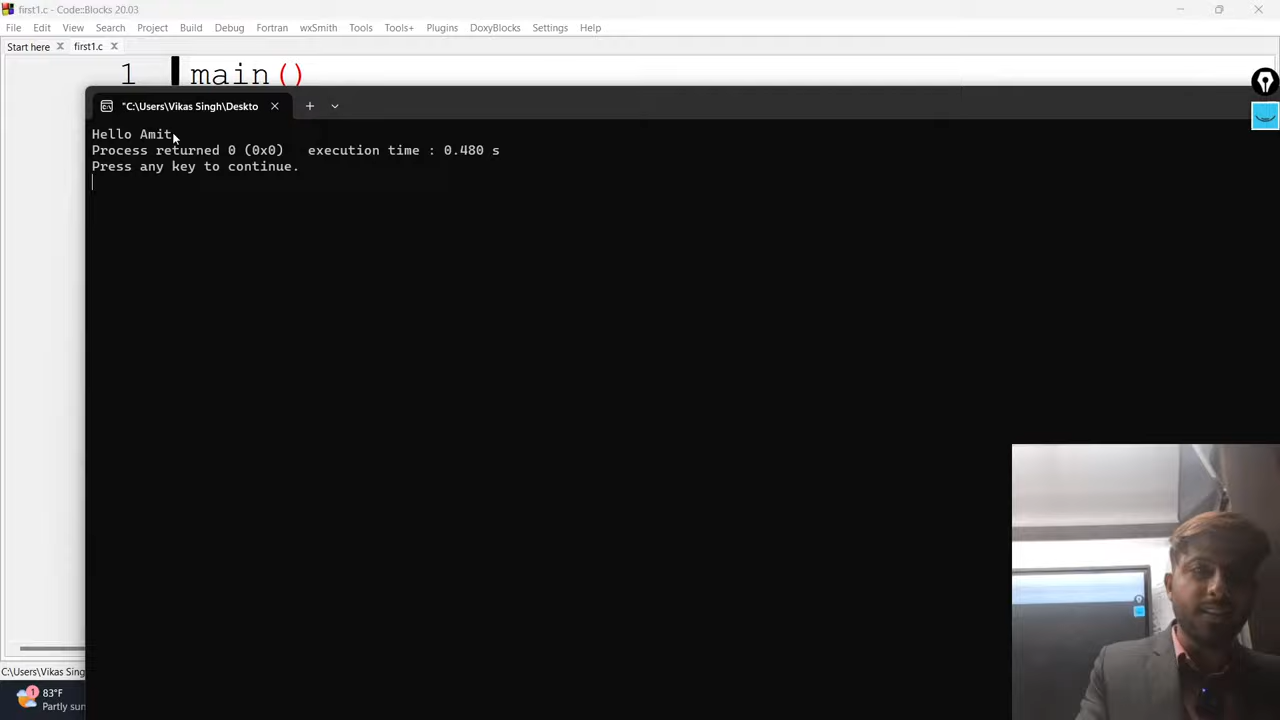 first1.c - Code::Blocks 20.03
File Edit View Search Project Build Debug Fortran wxSmith Tools Tools+ Plugins DoxyBlocks Settings Help
Start here first1.c
1 main()
"C:\Users\Vikas Singh\Deskto
Hello Amit
Process returned 0 (0x0)   execution time : 0.480 s
Press any key to continue.
C:\Users\Vikas Sing
1
83°F
Partly sun